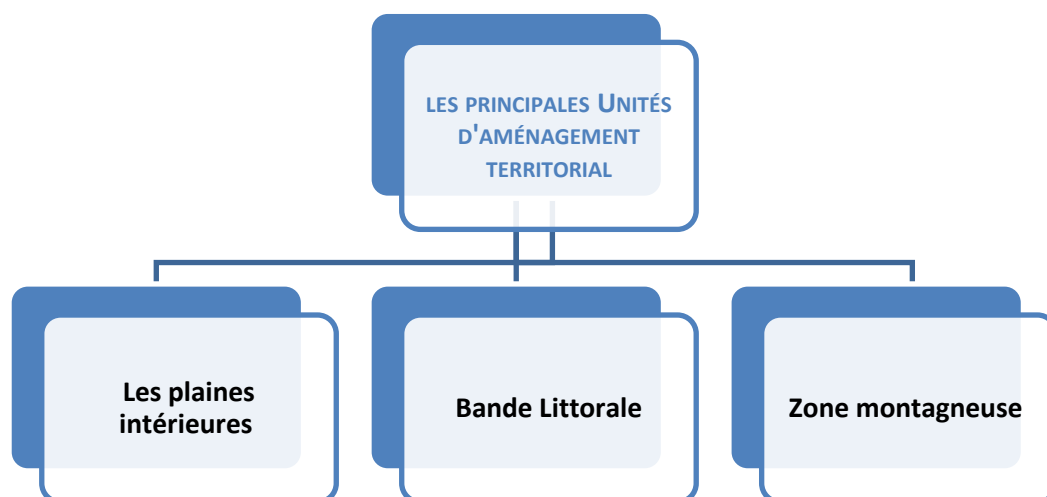 LES PRINCIPALES UNITÉS
D'AMÉNAGEMENT
TERRITORIAL
Les plaines
intérieures
Bande Littorale
Zone montagneuse